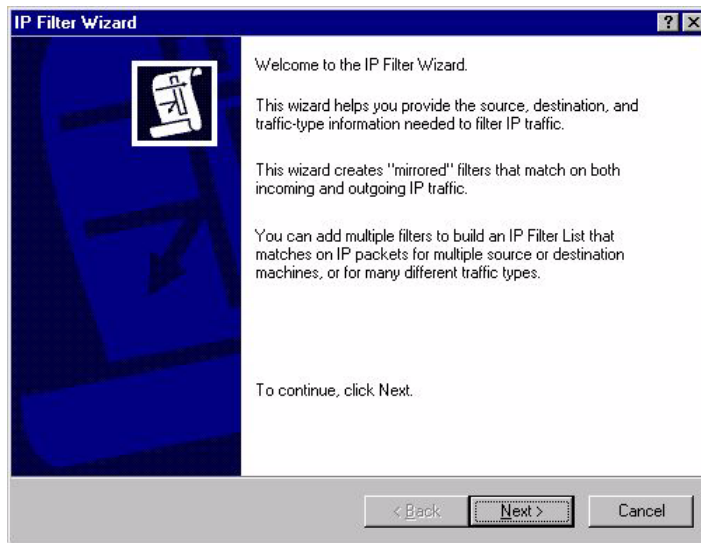 IP Filter Wizard
Welcome to the IP Filter Wizard.
This wizard helps you provide the source, destination, and
traffic-type information needed to filter IP traffic.
This wizard creates "mirrored" filters that match on both
incoming and outgoing IP traffic.
You can add multiple filters to build an IP Filter List that
matches on IP packets for multiple source or destination
machines, or for many different traffic types.
To continue, click Next.
< Back Next > Cancel